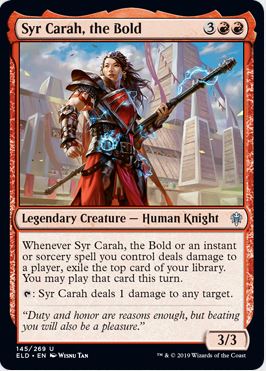 Syr Carah, the Bold 3
Legendary Creature — Human Knight
Whenever Syr Carah, the Bold or an instant
or sorcery spell you control deals damage to
a player, exile the top card of your library.
You may play that card this turn.
: Syr Carah deals 1 damage to any target.
"Duty and honor are reasons enough, but beating
you will also be a pleasure."
3/3
145/269 U
ELD • EN Wisnu Tan
™ & © 2019 Wizards of the Coast